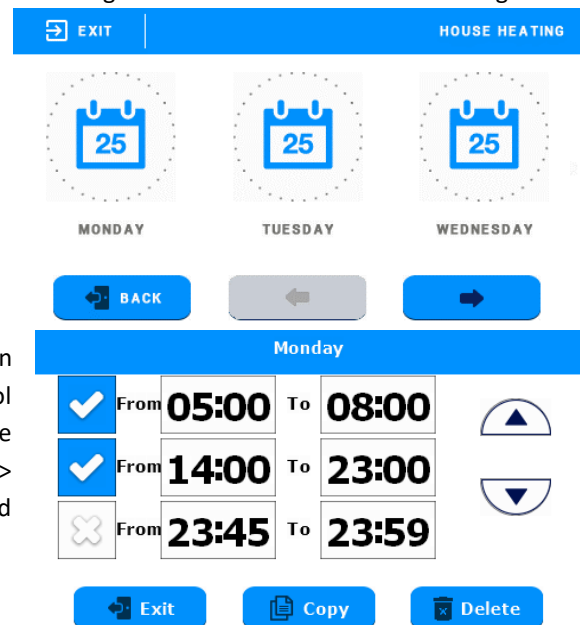 EXIT HOUSE HEATING
25 25 25
MONDAY TUESDAY WEDNESDAY
BACK
Monday
From 05:00 To 08:00
From 14:00 To 23:00
From 23:45 To 23:59
Exit Copy Delete
n
ol
e
>
d